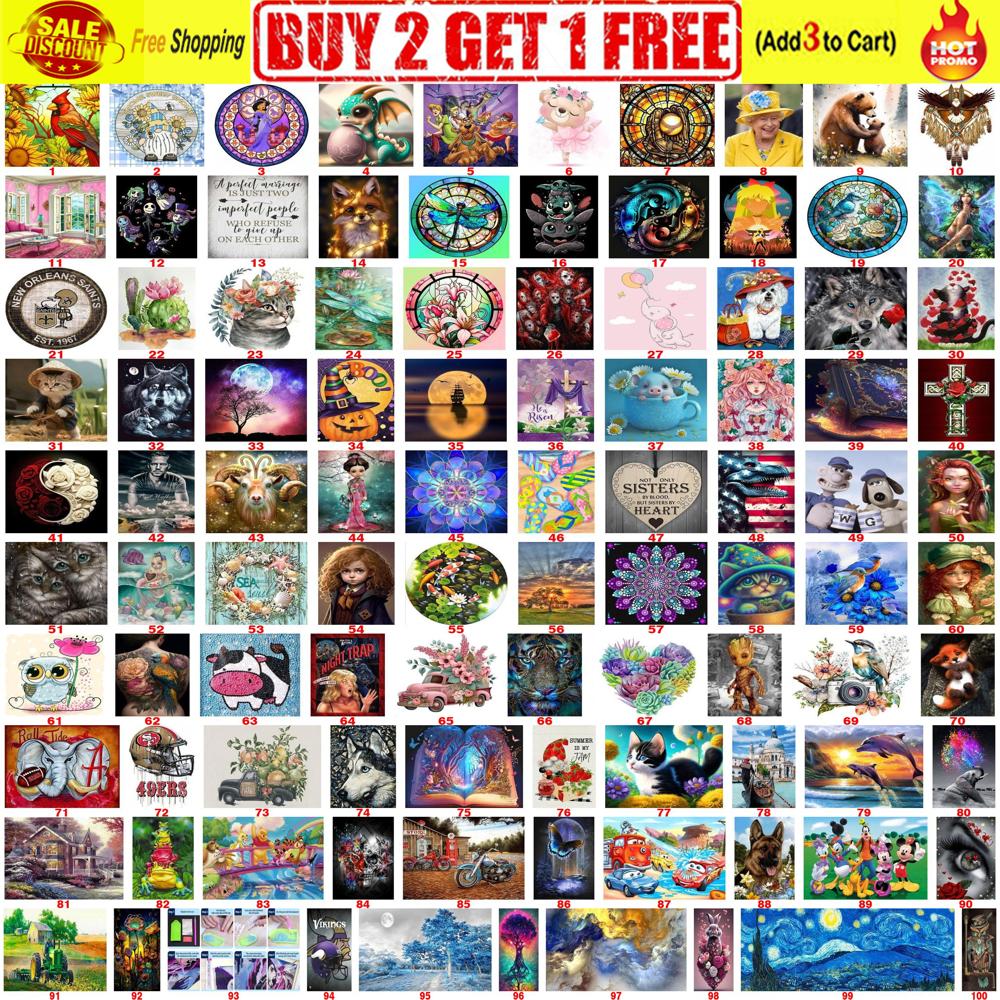 SALE
DISCOUNT
Free Shopping
BUY 2 GET 1 FREE
(Add 3 to Cart)
HOT
PROMO
1 2 3 4 5 6 7 8 9 10
A perfect marriage
IS JUST TWO
imperfect people
WHO REFUSE
to give up
ON EACH OTHER
11 12 13 14 15 16 17 18 19 20
NEW ORLEANS SAINTS
EST. 1967
21 22 23 24 25 26 27 28 29 30
BOO!
He is
Risen
31 32 33 34 35 36 37 38 39 40
NOT ONLY
SISTERS
BY BLOOD,
BUT SISTERS BY
HEART
W G
41 42 43 44 45 46 47 48 49 50
SEA
51 52 53 54 55 56 57 58 59 60
NIGHT TRAP
61 62 63 64 65 66 67 68 69 70
Roll Tide
A
49ERS
SUMMER
IS MY
JAM
71 72 73 74 75 76 77 78 79 80
81 82 83 84 85 86 87 88 89 90
VIKINGS
91 92 93 94 95 96 97 98 99 100